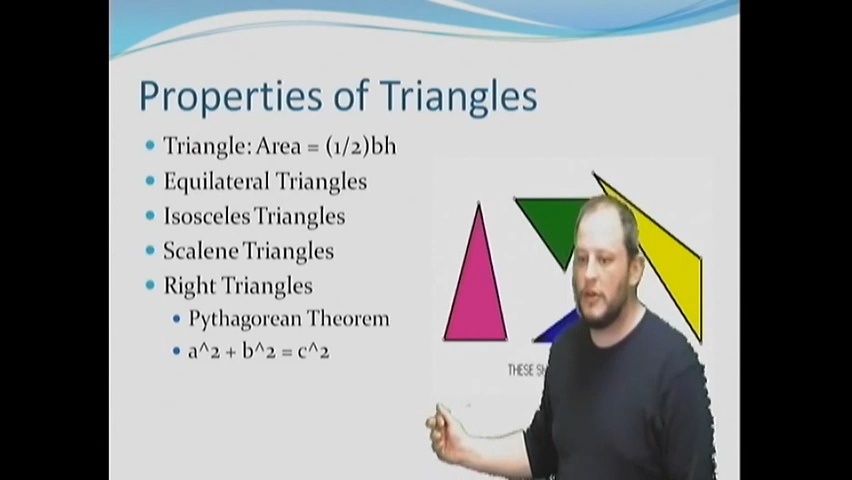 Properties of Triangles
Triangle: Area = (1/2)bh
Equilateral Triangles
Isosceles Triangles
Scalene Triangles
Right Triangles
Pythagorean Theorem
a^2 + b^2 = c^2
THESE